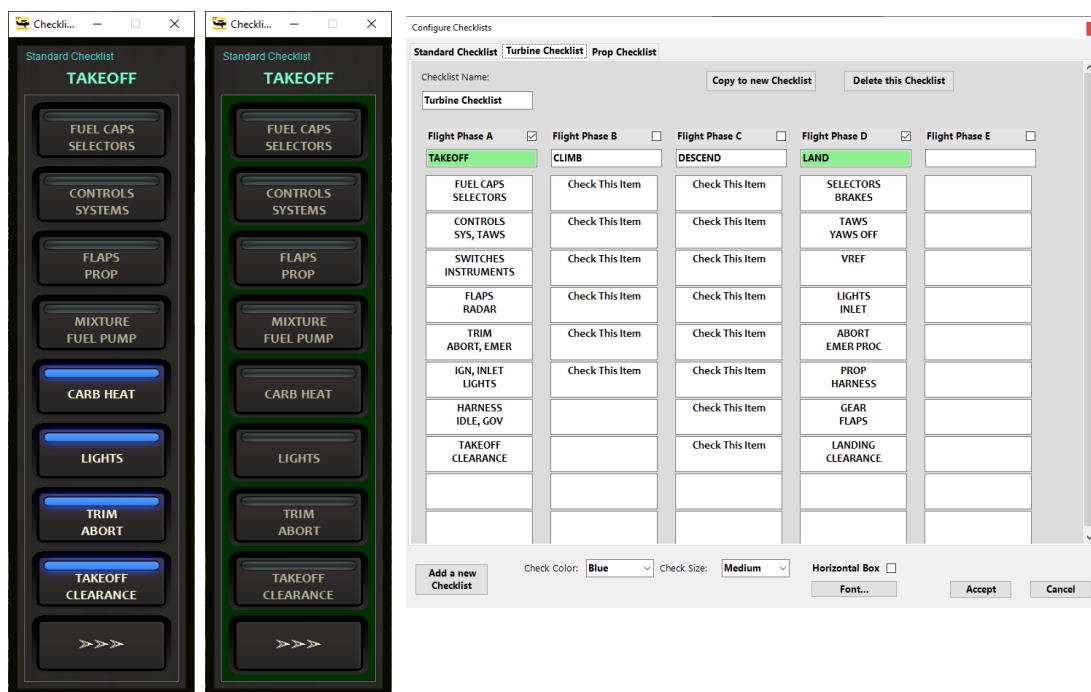 Checkli...
Standard Checklist
TAKEOFF
FUEL CAPS
SELECTORS
CONTROLS
SYSTEMS
FLAPS
PROP
MIXTURE
FUEL PUMP
CARB HEAT
LIGHTS
TRIM
ABORT
TAKEOFF
CLEARANCE
>>>
Checkli...
Standard Checklist
TAKEOFF
FUEL CAPS
SELECTORS
CONTROLS
SYSTEMS
FLAPS
PROP
MIXTURE
FUEL PUMP
CARB HEAT
LIGHTS
TRIM
ABORT
TAKEOFF
CLEARANCE
>>>
Configure Checklists
Standard Checklist Turbine Checklist Prop Checklist
Checklist Name:
Turbine Checklist
Copy to new Checklist
Delete this Checklist
Flight Phase A
TAKEOFF
FUEL CAPS
SELECTORS
CONTROLS
SYS, TAWS
SWITCHES
INSTRUMENTS
FLAPS
RADAR
TRIM
ABORT, EMER
IGN, INLET
LIGHTS
HARNESS
IDLE, GOV
TAKEOFF
CLEARANCE
Flight Phase B
CLIMB
Check This Item
Check This Item
Check This Item
Check This Item
Check This Item
Check This Item
Flight Phase C
DESCEND
Check This Item
Check This Item
Check This Item
Check This Item
Check This Item
Check This Item
Check This Item
Check This Item
Flight Phase D
LAND
SELECTORS
BRAKES
TAWS
YAWS OFF
VREF
LIGHTS
INLET
ABORT
EMER PROC
PROP
HARNESS
GEAR
FLAPS
LANDING
CLEARANCE
Flight Phase E
Add a new
Checklist
Check Color: Blue
Check Size: Medium
Horizontal Box
Font...
Accept
Cancel